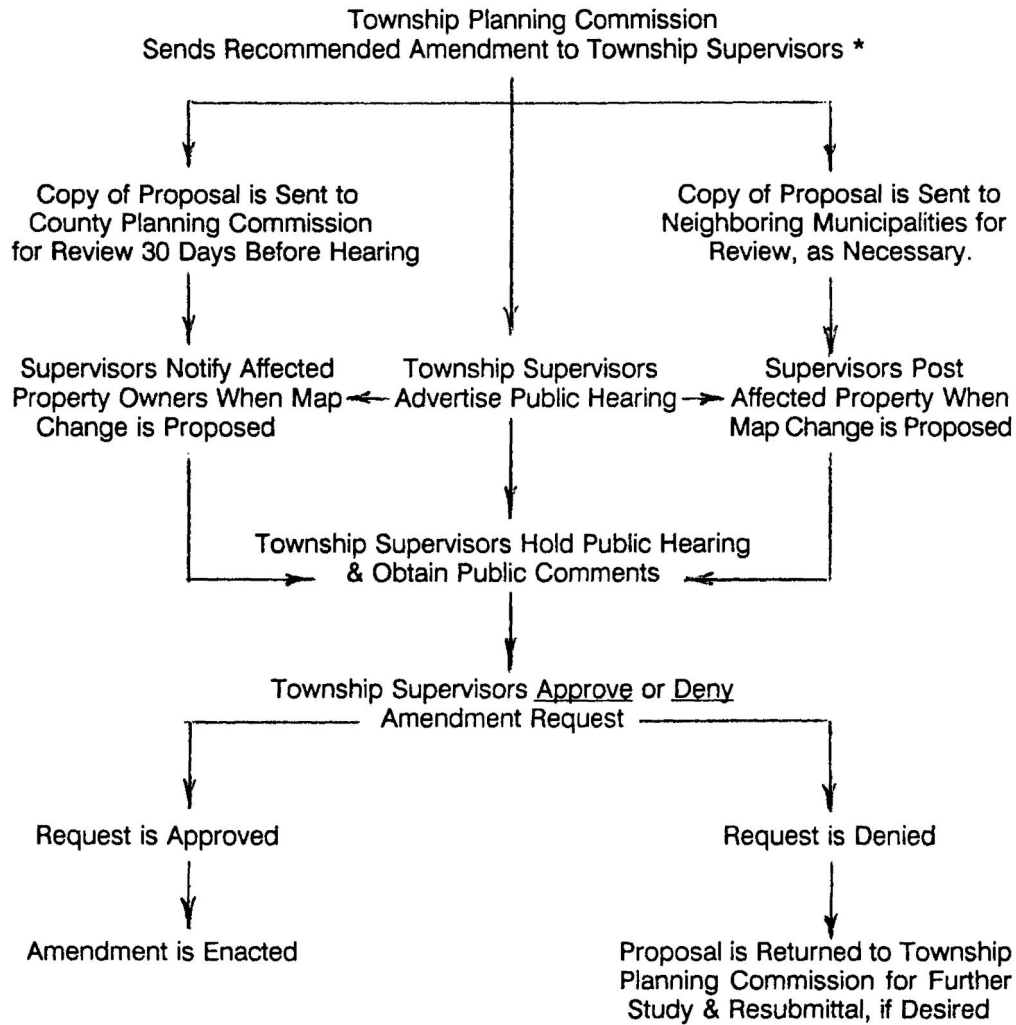 Township Planning Commission
Sends Recommended Amendment to Township Supervisors *
Copy of Proposal is Sent to
County Planning Commission
for Review 30 Days Before Hearing
Copy of Proposal is Sent to
Neighboring Municipalities for
Review, as Necessary.
Supervisors Notify Affected
Property Owners When Map
Change is Proposed
Township Supervisors
Advertise Public Hearing
Supervisors Post
Affected Property When
Map Change is Proposed
Township Supervisors Hold Public Hearing
& Obtain Public Comments
Township Supervisors Approve or Deny
Amendment Request
Request is Approved
Request is Denied
Amendment is Enacted
Proposal is Returned to Township
Planning Commission for Further
Study & Resubmittal, if Desired